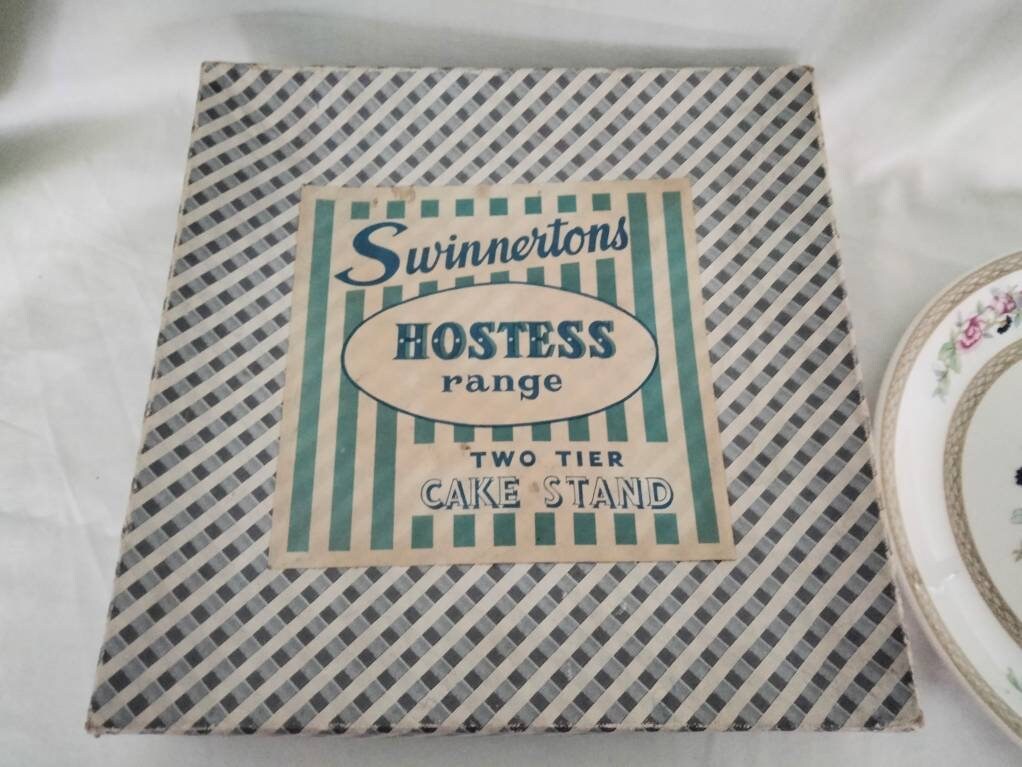 Swinnertons
HOSTESS
range
TWO TIER
CAKE STAND